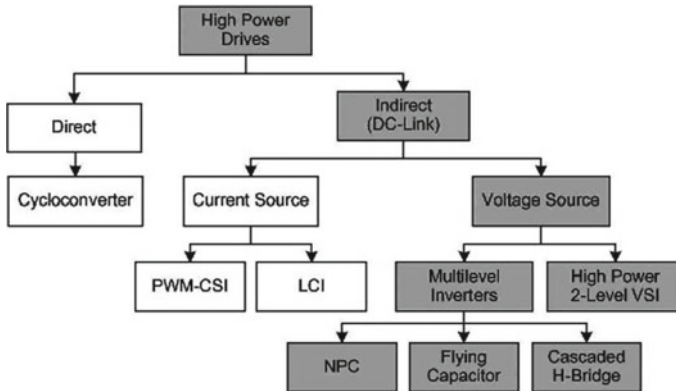 High Power
Drives
Direct
Indirect
(DC-Link)
Cycloconverter
Current Source
Voltage Source
PWM-CSI
LCI
Multilevel
Inverters
High Power
2-Level VSI
NPC
Flying
Capacitor
Cascaded
H-Bridge